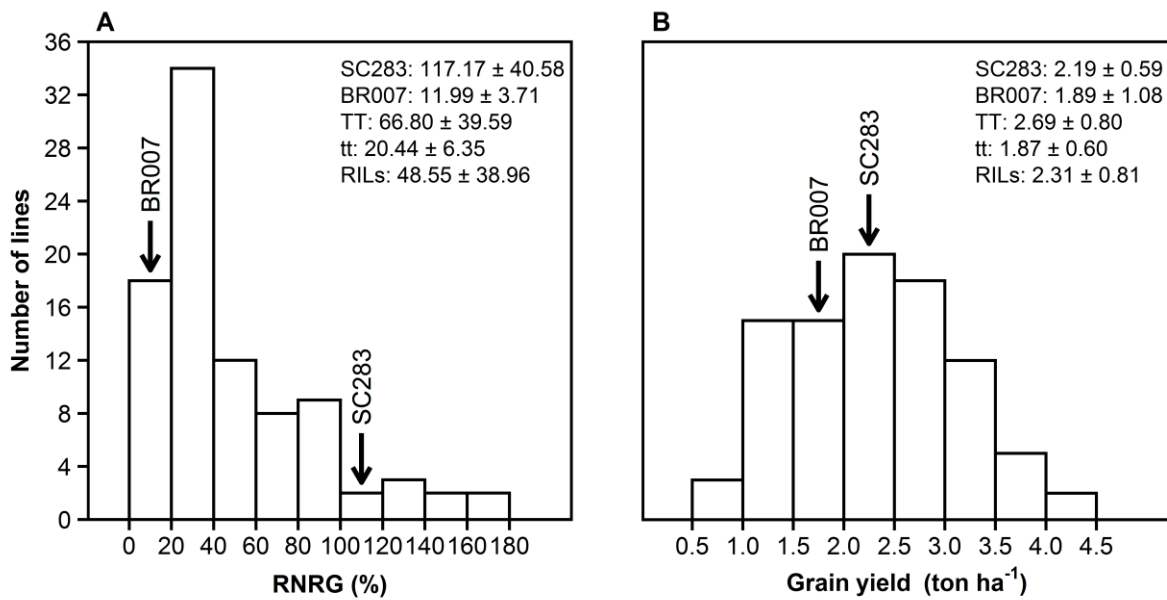 A
36
32
28
24
20
16
12
8
4
0
Number of lines
SC283: 117.17 ± 40.58
BR007: 11.99 ± 3.71
TT: 66.80 ± 39.59
tt: 20.44 ± 6.35
RILs: 48.55 ± 38.96
BR007
SC283
0 20 40 60 80 100 120 140 160 180
RNRG (%)
B
SC283: 2.19 ± 0.59
BR007: 1.89 ± 1.08
TT: 2.69 ± 0.80
tt: 1.87 ± 0.60
RILs: 2.31 ± 0.81
BR007
SC283
0.5 1.0 1.5 2.0 2.5 3.0 3.5 4.0 4.5
Grain yield (ton ha⁻¹)